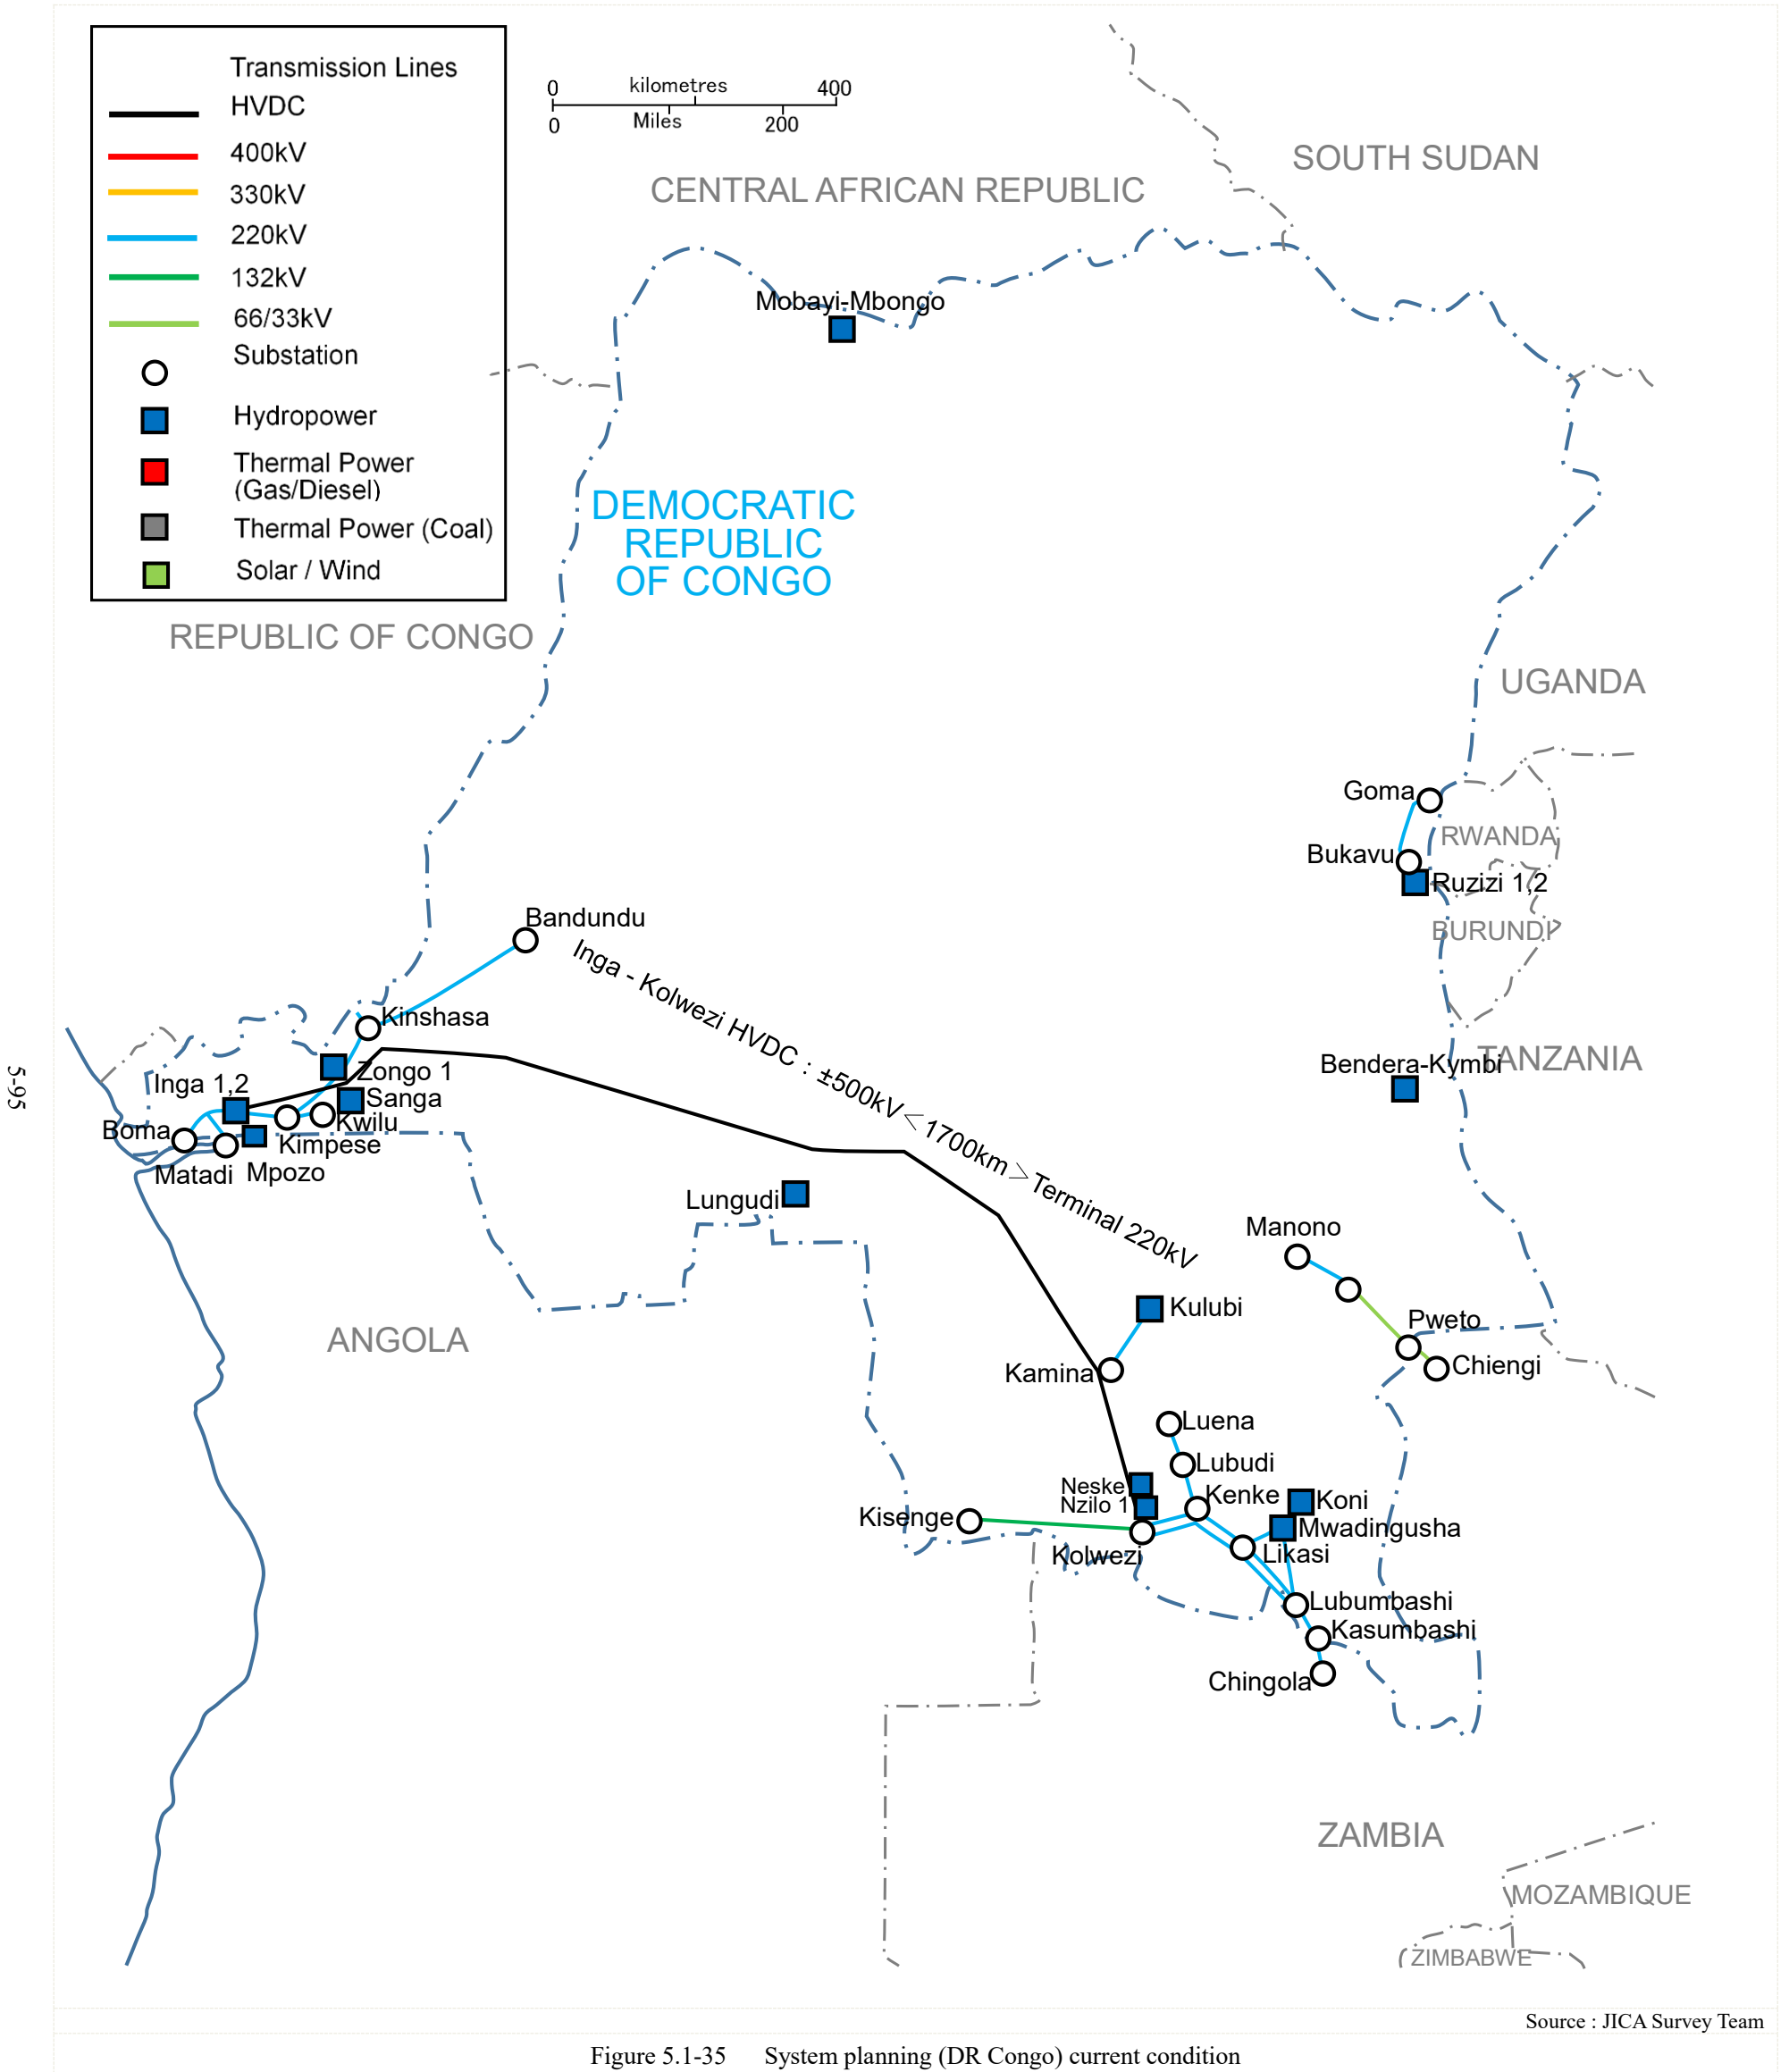 Transmission Lines
HVDC
400kV
330kV
220kV
132kV
66/33kV
Substation
Hydropower
Thermal Power
(Gas/Diesel)
Thermal Power (Coal)
Solar / Wind
0 kilometres 400
0 Miles 200
SOUTH SUDAN
CENTRAL AFRICAN REPUBLIC
Mobayi-Mbongo
DEMOCRATIC
REPUBLIC
OF CONGO
REPUBLIC OF CONGO
UGANDA
Goma
RWANDA
Bukavu
Ruzizi 1,2
BURUNDI
Bandundu
Inga - Kolwezi HVDC : ±500kV< 1700km >Terminal 220kV
Kinshasa
Zongo 1
Inga 1,2
Sanga
Kwilu
Boma
Kimpese
Matadi
Mpozo
TANZANIA
Bendera-Kymbi
Lungudi
Manono
Kulubi
Pweto
ANGOLA
Kamina
Chiengi
Luena
Lubudi
Neske
Nzilo 1
Kenke
Koni
Kisenge
Mwadingusha
Kolwezi
Likasi
Lubumbashi
Kasumbashi
Chingola
ZAMBIA
MOZAMBIQUE
ZIMBABWE
5-95
Source : JICA Survey Team
Figure 5.1-35 System planning (DR Congo) current condition